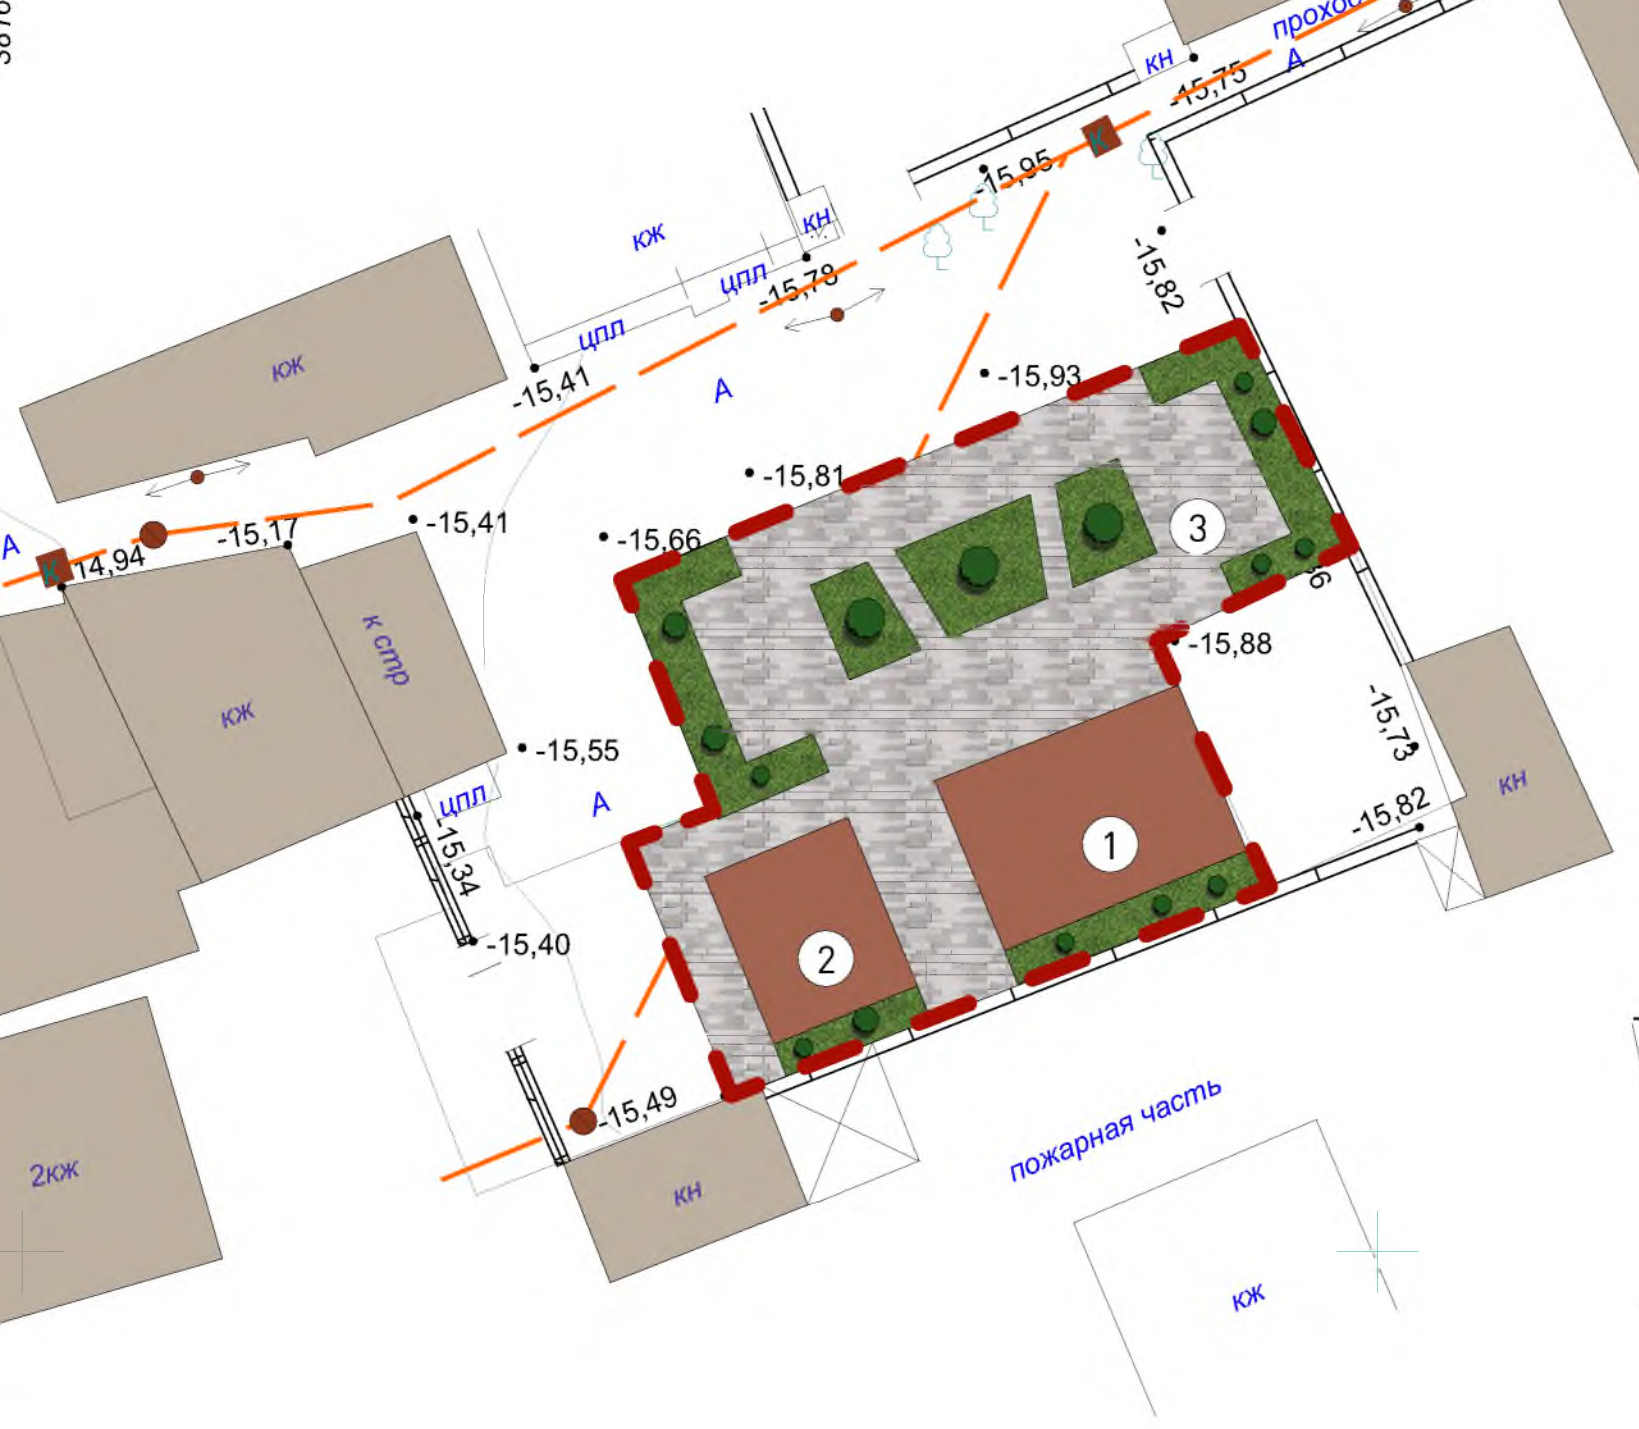 проход
кн
А
-15,75
-15,95
К
кж
кн
цпл
-15,78
цпл
-15,82
кж
-15,41
А
-15,93
-15,81
-15,41
-15,17
-15,66
3
А
К
14,94
к стр
-15,88
кж
-15,73
-15,55
кн
цпл
А
-15,82
-15,34
1
-15,40
2
-15,49
пожарная часть
2кж
кн
кж